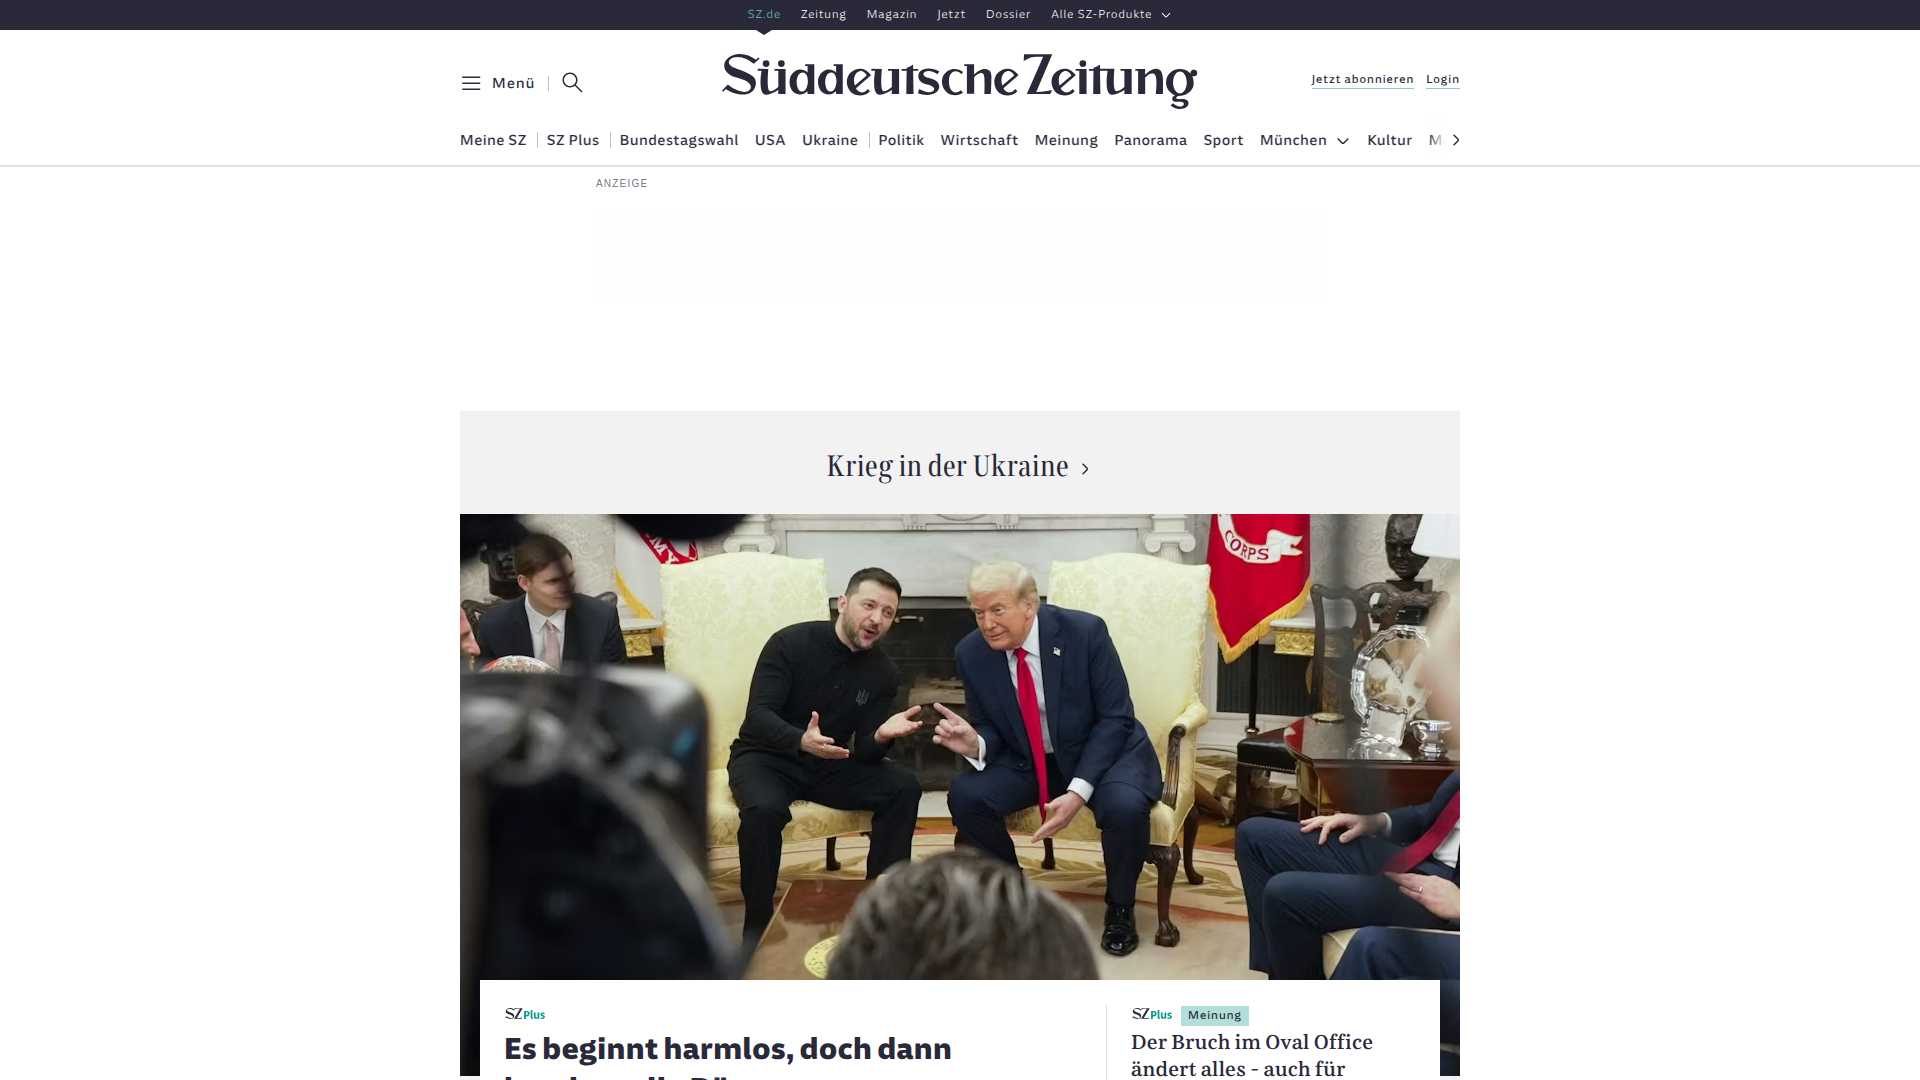 SZ.de Zeitung Magazin Jetzt Dossier Alle SZ-Produkte
Menü
Süddeutsche Zeitung
Jetzt abonnieren Login
Meine SZ SZ Plus Bundestagswahl USA Ukraine Politik Wirtschaft Meinung Panorama Sport München Kultur M
ANZEIGE
Krieg in der Ukraine
CORPS
SZ Plus
Es beginnt harmlos, doch dann
SZ Plus Meinung
Der Bruch im Oval Office
ändert alles - auch für